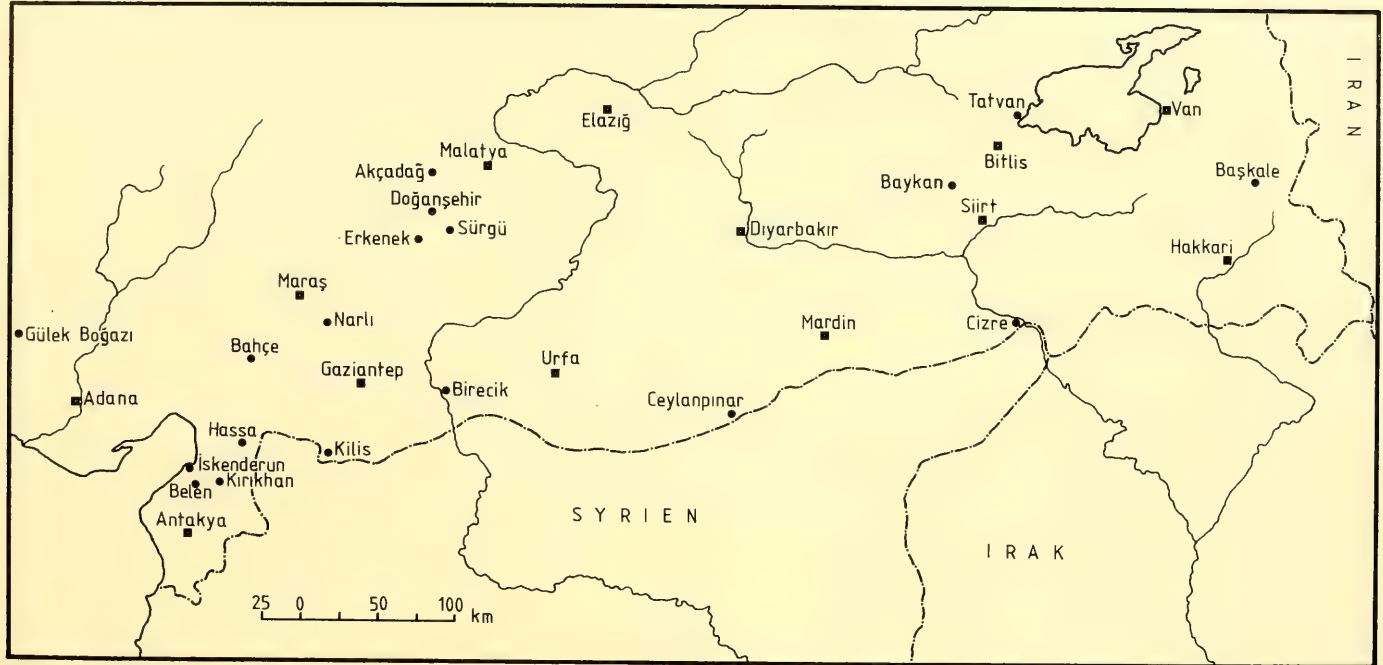 IRAN
Tatvan
Van
Elazığ
Bitlis
Malatya
Akçadağ
Baykan
Başkale
Doğanşehir
Siirt
Sürgü
Erkenek
Dıyarbakır
Hakkari
Maraş
Narlı
Cizre
Mardin
Gülek Boğazı
Bahçe
Urfa
Gaziantep
Birecik
Adana
Ceylanpınar
Hassa
Kilis
İskenderun
Kırıkhan
Belen
Antakya
SYRIEN
IRAK
25 0 50 100
km